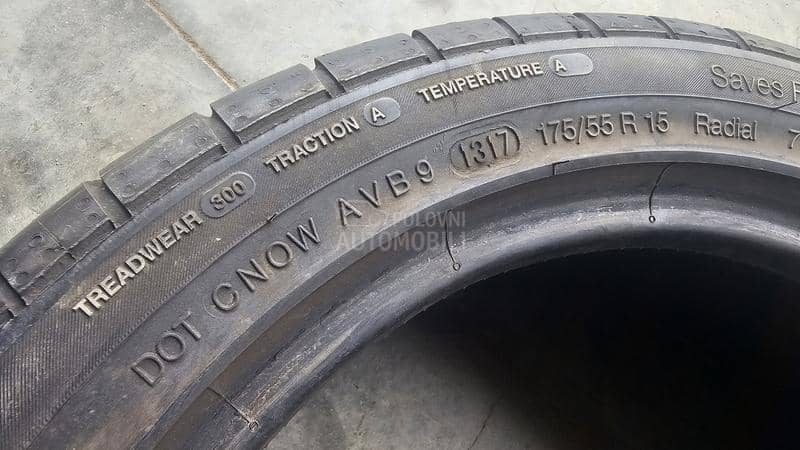 TREADWEAR 300 TRACTION A TEMPERATURE A
Saves
DOT CNOW AVB9 1317 175/55 R 15 Radial
POLOVNI
AUTOMOBILI